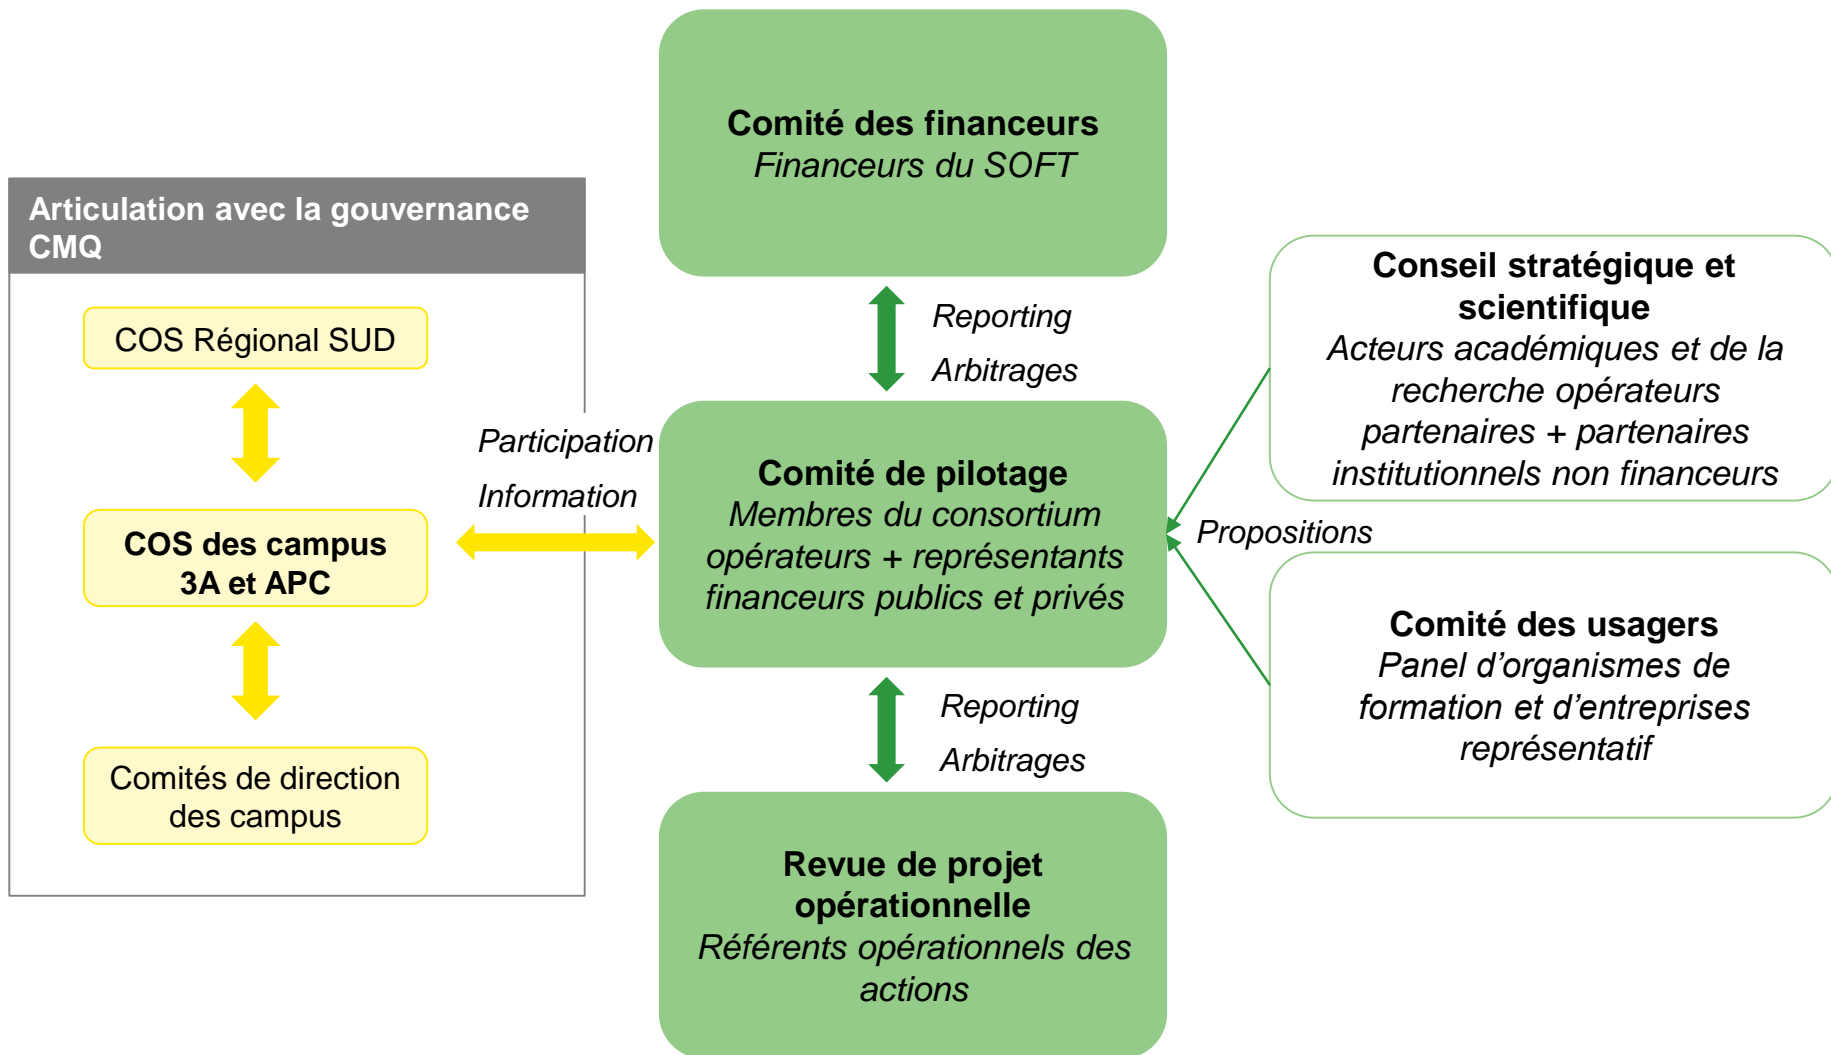 Comité des financeurs
Financeurs du SOFT
Articulation avec la gouvernance
CMQ
COS Régional SUD
COS des campus
3A et APC
Comités de direction
des campus
Participation
Information
Reporting
Arbitrages
Comité de pilotage
Membres du consortium
opérateurs + représentants
financeurs publics et privés
Reporting
Arbitrages
Revue de projet
opérationnelle
Référents opérationnels des
actions
Conseil stratégique et
scientifique
Acteurs académiques et de la
recherche opérateurs
partenaires + partenaires
institutionnels non financeurs
Propositions
Comité des usagers
Panel d’organismes de
formation et d’entreprises
représentatif